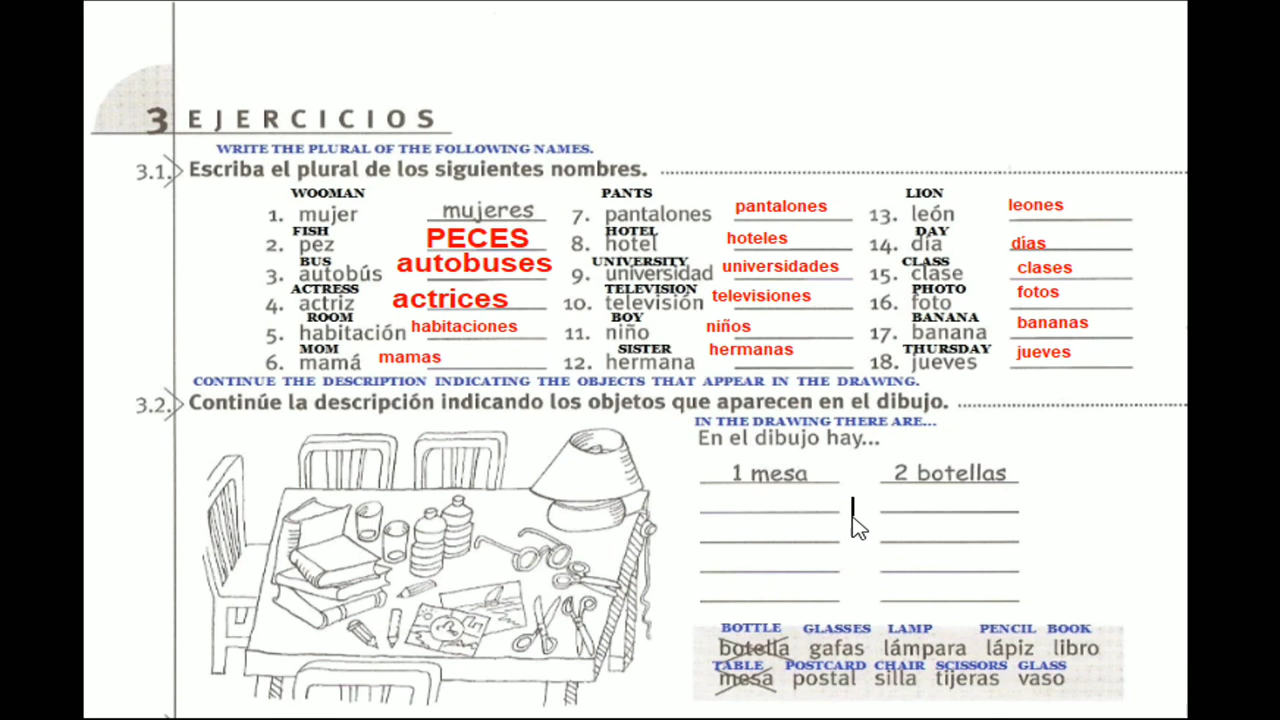 3 EJERCICIOS
WRITE THE PLURAL OF THE FOLLOWING NAMES.
3.1. Escriba el plural de los siguientes nombres.
WOOMAN PANTS LION
1. mujer mujeres 7. pantalones pantalones 13. león leones
FISH HOTEL DAY
2. pez PECES 8. hotel hoteles 14. día días
BUS UNIVERSITY CLASS
3. autobús autobuses 9. universidad universidades 15. clase clases
ACTRESS TELEVISION PHOTO
4. actriz actrices 10. televisión televisiones 16. foto fotos
ROOM BOY BANANA
5. habitación habitaciones 11. niño niños 17. banana bananas
MOM SISTER THURSDAY
6. mamá mamas 12. hermana hermanas 18. jueves jueves
CONTINUE THE DESCRIPTION INDICATING THE OBJECTS THAT APPEAR IN THE DRAWING.
3.2. Continúe la descripción indicando los objetos que aparecen en el dibujo.
IN THE DRAWING THERE ARE...
En el dibujo hay...
1 mesa 2 botellas
BOTTLE GLASSES LAMP PENCIL BOOK
botella gafas lámpara lápiz libro
TABLE POSTCARD CHAIR SCISSORS GLASS
mesa postal silla tijeras vaso